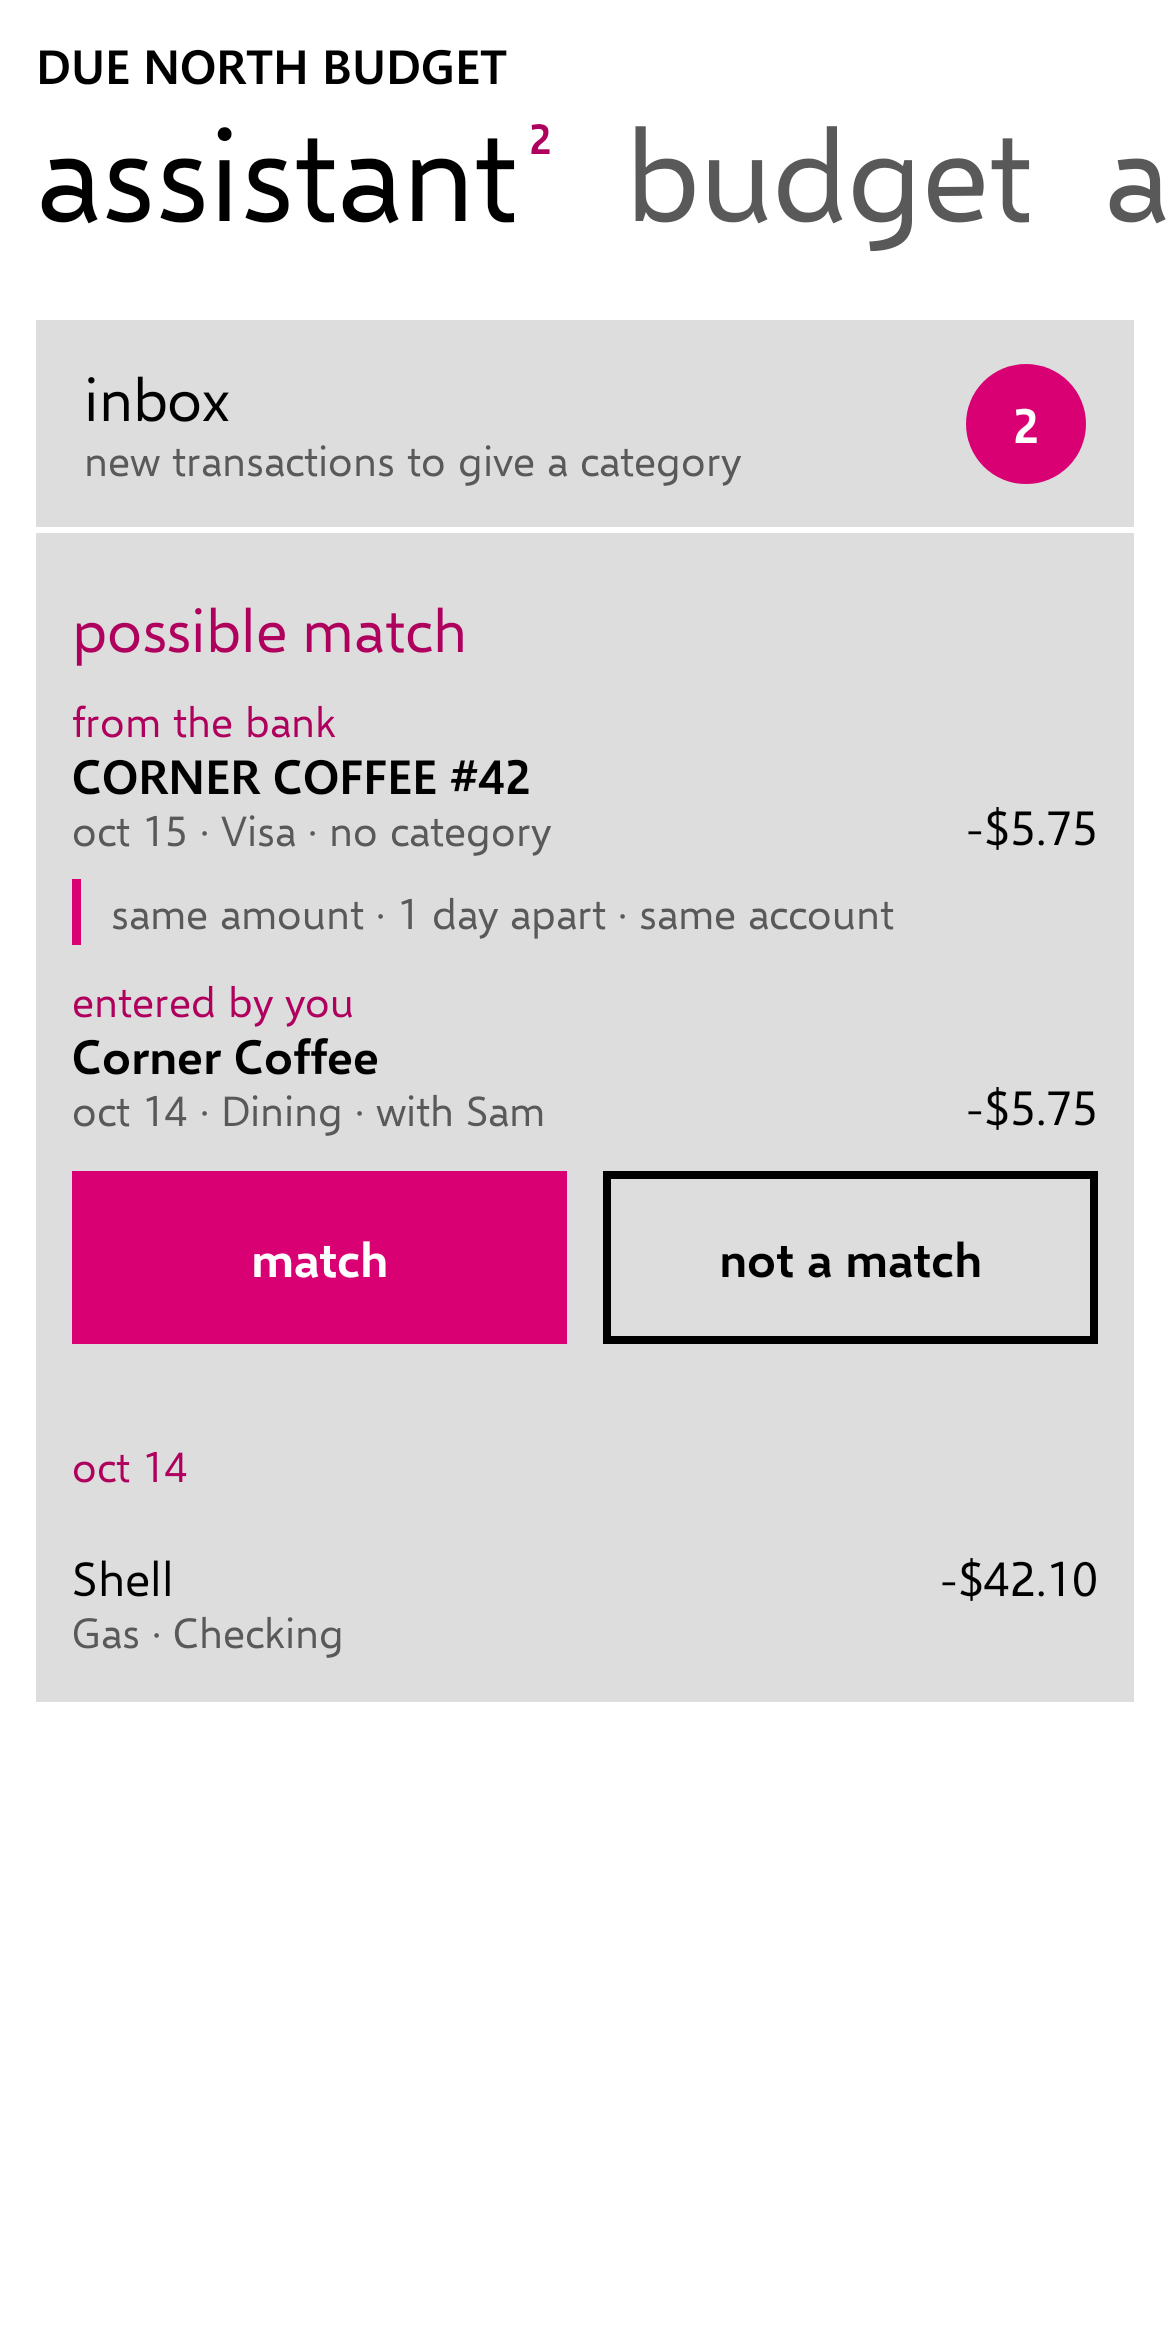 DUE NORTH BUDGET
assistant 2 budget a
inbox
new transactions to give a category
2
possible match
from the bank
CORNER COFFEE #42
oct 15 · Visa · no category -$5.75
same amount · 1 day apart · same account
entered by you
Corner Coffee
oct 14 · Dining · with Sam -$5.75
match not a match
oct 14
Shell -$42.10
Gas · Checking